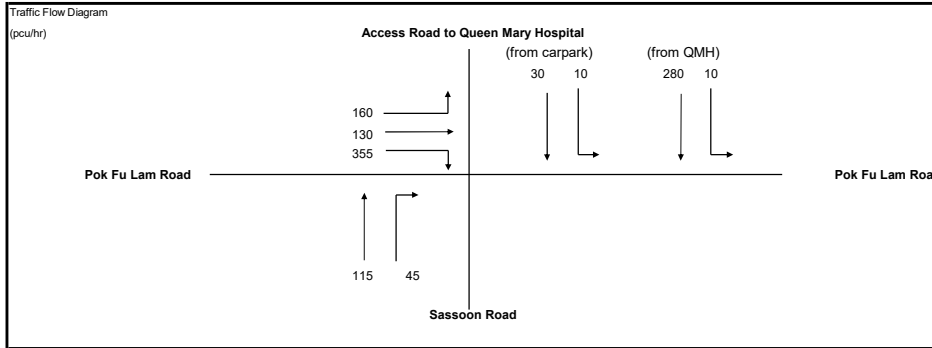 Traffic Flow Diagram
(pcu/hr)
Access Road to Queen Mary Hospital
(from carpark) (from QMH)
30 10 280 10
160
130
355
Pok Fu Lam Road Pok Fu Lam Roa
115 45
Sassoon Road